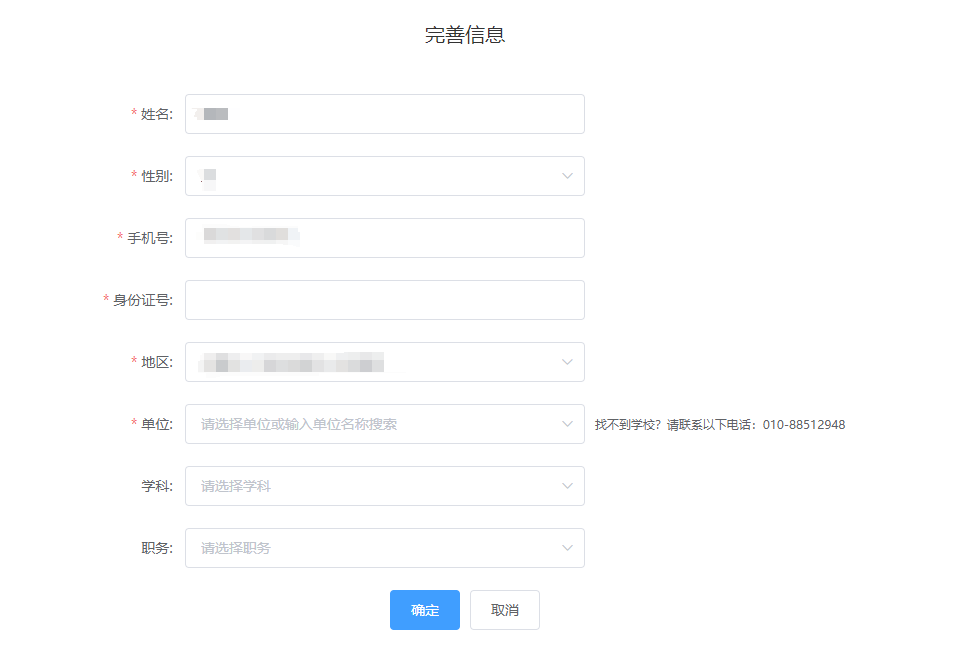 完善信息
* 姓名:
* 性别:
* 手机号:
* 身份证号:
* 地区:
* 单位: 请选择单位或输入单位名称搜索 找不到学校？请联系以下电话：010-88512948
学科: 请选择学科
职务: 请选择职务
确定 取消